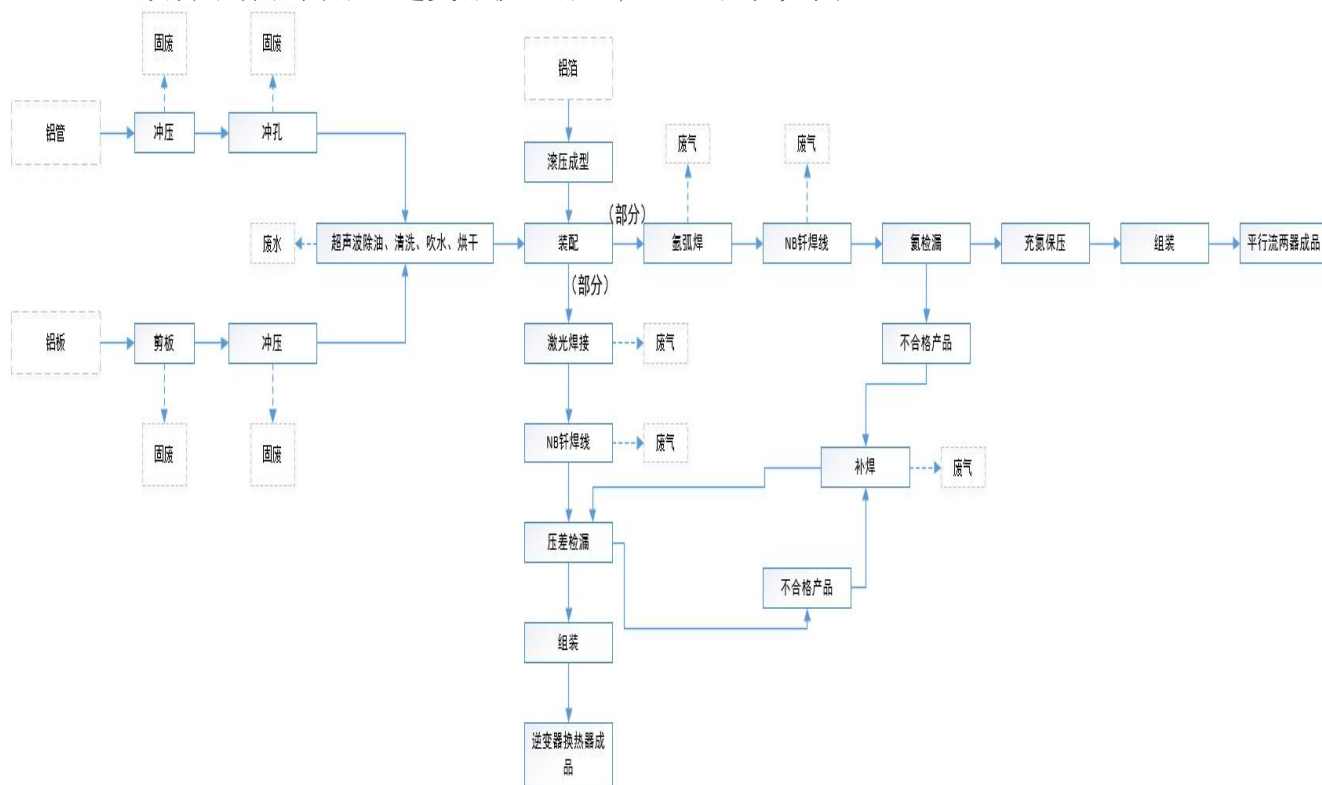 固废
固废
铝箔
铝管
冲压
冲孔
废气
废气
滚压成型
(部分)
废水
超声波除油、清洗、吹水、烘干
装配
氩弧焊
NB钎焊线
氦检漏
充氮保压
组装
平行流两器成品
(部分)
铝板
剪板
冲压
激光焊接
废气
不合格产品
固废
固废
NB钎焊线
废气
补焊
废气
压差检漏
不合格产品
组装
逆变器换热器成
品